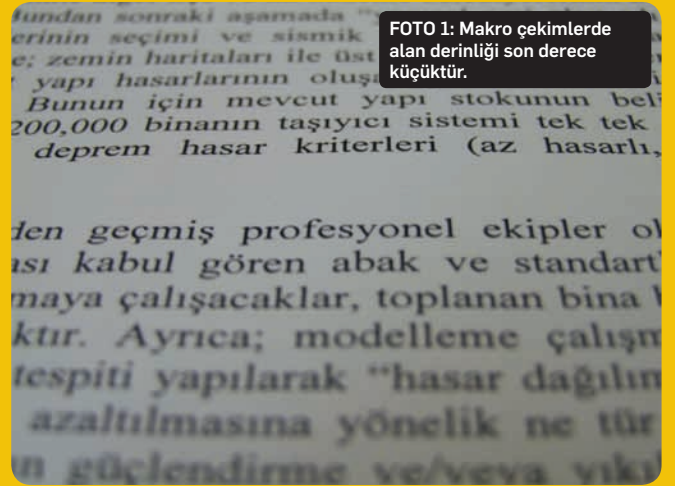 FOTO 1: Makro çekimlerde
alan derinliği son derece
küçüktür.
Bundan sonraki aşamada
erinin seçimi ve sismik
e; zemin haritaları ile üst
yapı hasarlarının oluşa
Bunun için mevcut yapı stokunun beli
200,000 binanın taşıyıcı sistemi tek tek
deprem hasar kriterleri (az hasarlı,
den geçmiş profesyonel ekipler ol
ası kabul gören abak ve standart
maya çalışacaklar, toplanan bina
ktır. Ayrıca; modelleme çalışm
tespiti yapılarak "hasar dağılım
azaltılmasına yönelik ne tür
n güçlendirme ve/veya yıkı